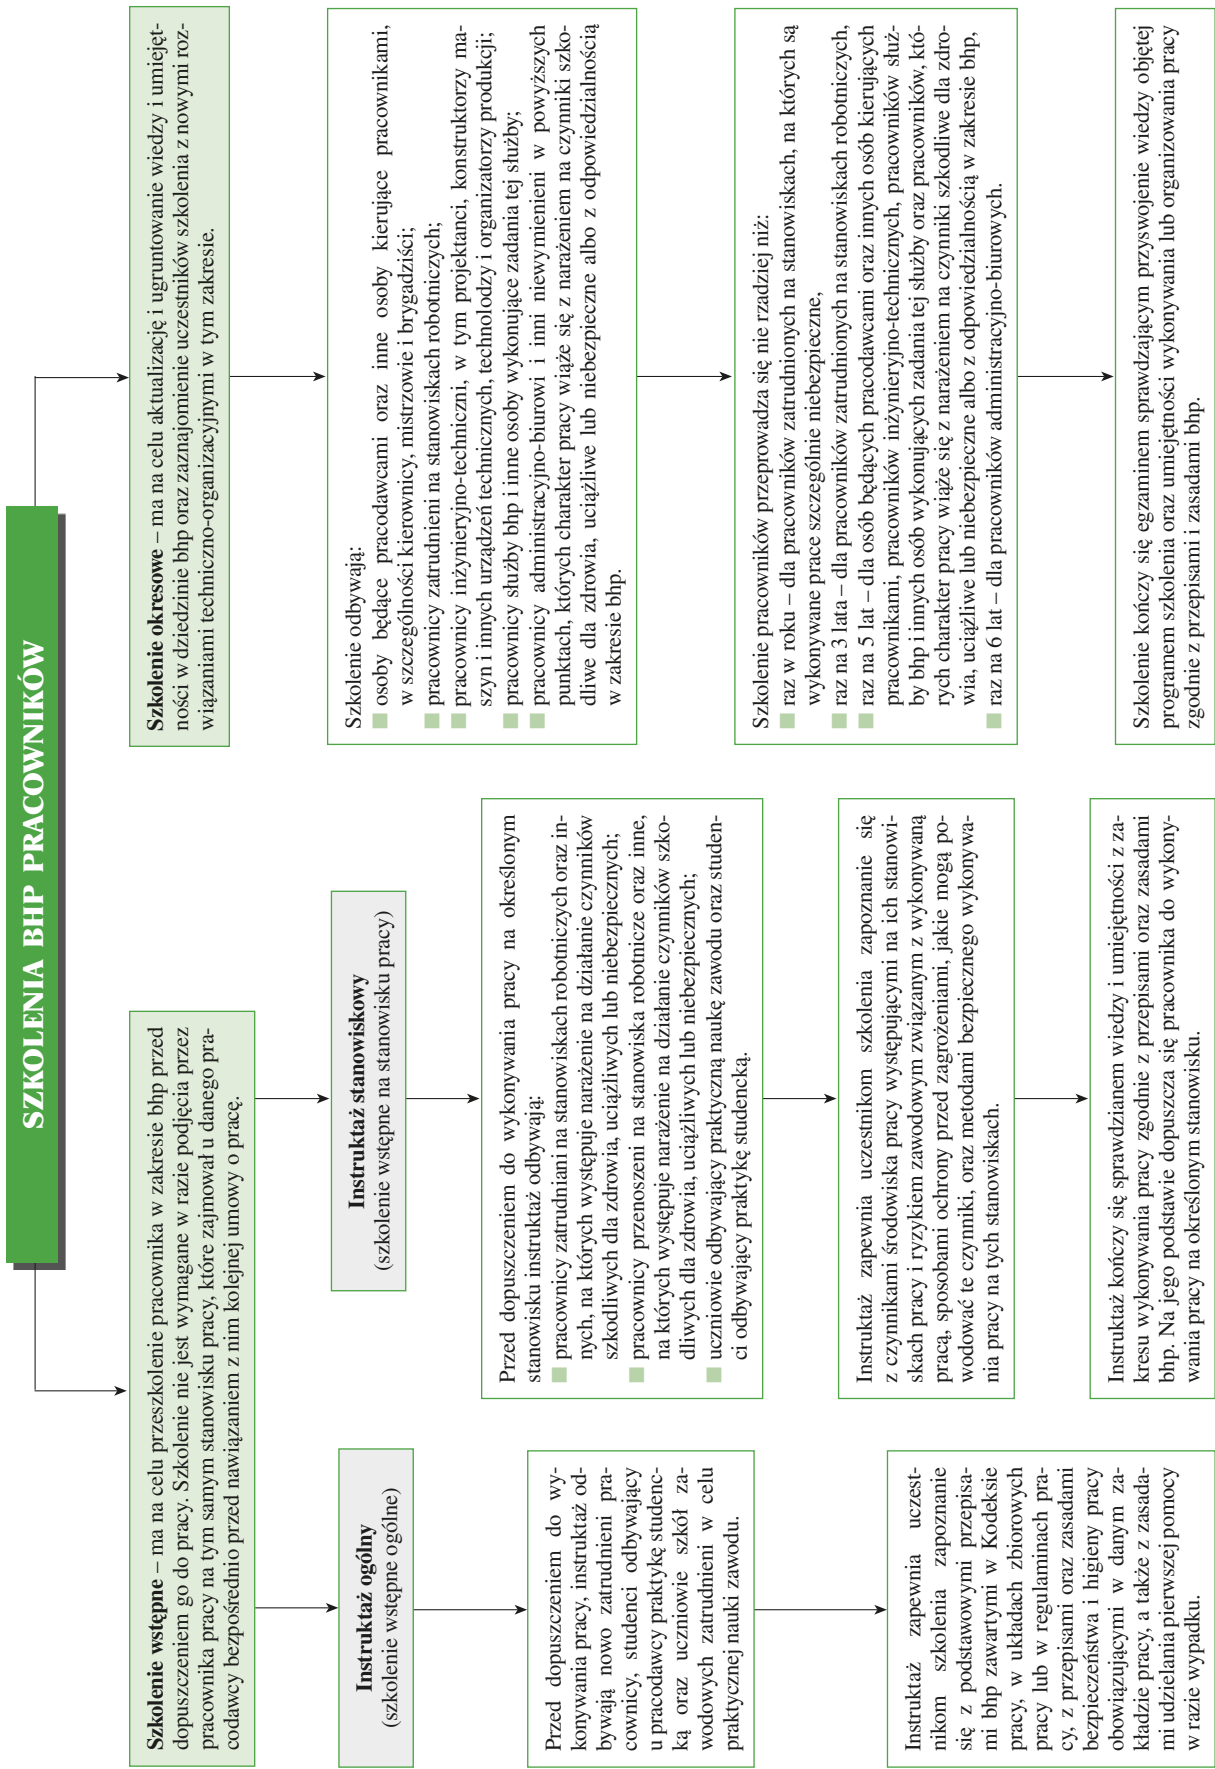 SZKOLENIA BHP PRACOWNIKÓW
Szkolenie wstępne – ma na celu przeszkolenie pracownika w zakresie bhp przed
dopuszczeniem go do pracy. Szkolenie nie jest wymagane w razie podjęcia przez
pracownika pracy na tym samym stanowisku pracy, które zajmował u danego pra-
codawcy bezpośrednio przed nawiązaniem z nim kolejnej umowy o pracę.
Instruktaż ogólny
(szkolenie wstępne ogólne)
Przed dopuszczeniem do wy-
konywania pracy, instruktaż od-
bywają nowo zatrudnieni pra-
cownicy, studenci odbywający
u pracodawcy praktykę studenc-
ką oraz uczniowie szkół za-
wodowych zatrudnieni w celu
praktycznej nauki zawodu.
Instruktaż zapewnia uczest-
nikom szkolenia zapoznanie
się z podstawowymi przepisa-
mi bhp zawartymi w Kodeksie
pracy, w układach zbiorowych
pracy lub w regulaminach pra-
cy, z przepisami oraz zasadami
bezpieczeństwa i higieny pracy
obowiązującymi w danym za-
kładzie pracy, a także z zasada-
mi udzielania pierwszej pomocy
w razie wypadku.
Instruktaż stanowiskowy
(szkolenie wstępne na stanowisku pracy)
Przed dopuszczeniem do wykonywania pracy na określonym
stanowisku instruktaż odbywają:
pracownicy zatrudniani na stanowiskach robotniczych oraz in-
nych, na których występuje narażenie na działanie czynników
szkodliwych dla zdrowia, uciążliwych lub niebezpiecznych;
pracownicy przenoszeni na stanowiska robotnicze oraz inne,
na których występuje narażenie na działanie czynników szko-
dliwych dla zdrowia, uciążliwych lub niebezpiecznych;
uczniowie odbywający praktyczną naukę zawodu oraz studen-
ci odbywający praktykę studencką.
Instruktaż zapewnia uczestnikom szkolenia zapoznanie się
z czynnikami środowiska pracy występującymi na ich stanowi-
skach pracy i ryzykiem zawodowym związanym z wykonywaną
pracą, sposobami ochrony przed zagrożeniami, jakie mogą po-
wodować te czynniki, oraz metodami bezpiecznego wykonywa-
nia pracy na tych stanowiskach.
Instruktaż kończy się sprawdzianem wiedzy i umiejętności z za-
kresu wykonywania pracy zgodnie z przepisami oraz zasadami
bhp. Na jego podstawie dopuszcza się pracownika do wykony-
wania pracy na określonym stanowisku.
Szkolenie okresowe – ma na celu aktualizację i ugruntowanie wiedzy i umiejęt-
ności w dziedzinie bhp oraz zaznajomienie uczestników szkolenia z nowymi roz-
wiązaniami techniczno-organizacyjnymi w tym zakresie.
Szkolenie odbywają:
osoby będące pracodawcami oraz inne osoby kierujące pracownikami,
w szczególności kierownicy, mistrzowie i brygadziści;
pracownicy zatrudnieni na stanowiskach robotniczych;
pracownicy inżynieryjno-techniczni, w tym projektanci, konstruktorzy ma-
szyn i innych urządzeń technicznych, technolodzy i organizatorzy produkcji;
pracownicy służby bhp i inne osoby wykonujące zadania tej służby;
pracownicy administracyjno-biurowi i inni niewymienieni w powyższych
punktach, których charakter pracy wiąże się z narażeniem na czynniki szko-
dliwe dla zdrowia, uciążliwe lub niebezpieczne albo z odpowiedzialnością
w zakresie bhp.
Szkolenie pracowników przeprowadza się nie rzadziej niż:
raz w roku – dla pracowników zatrudnionych na stanowiskach, na których są
wykonywane prace szczególnie niebezpieczne,
raz na 3 lata – dla pracowników zatrudnionych na stanowiskach robotniczych,
raz na 5 lat – dla osób będących pracodawcami oraz innych osób kierujących
pracownikami, pracowników inżynieryjno-technicznych, pracowników służ-
by bhp i innych osób wykonujących zadania tej służby oraz pracowników, któ-
rych charakter pracy wiąże się z narażeniem na czynniki szkodliwe dla zdro-
wia, uciążliwe lub niebezpieczne albo z odpowiedzialnością w zakresie bhp,
raz na 6 lat – dla pracowników administracyjno-biurowych.
Szkolenie kończy się egzaminem sprawdzającym przyswojenie wiedzy objętej
programem szkolenia oraz umiejętności wykonywania lub organizowania pracy
zgodnie z przepisami i zasadami bhp.